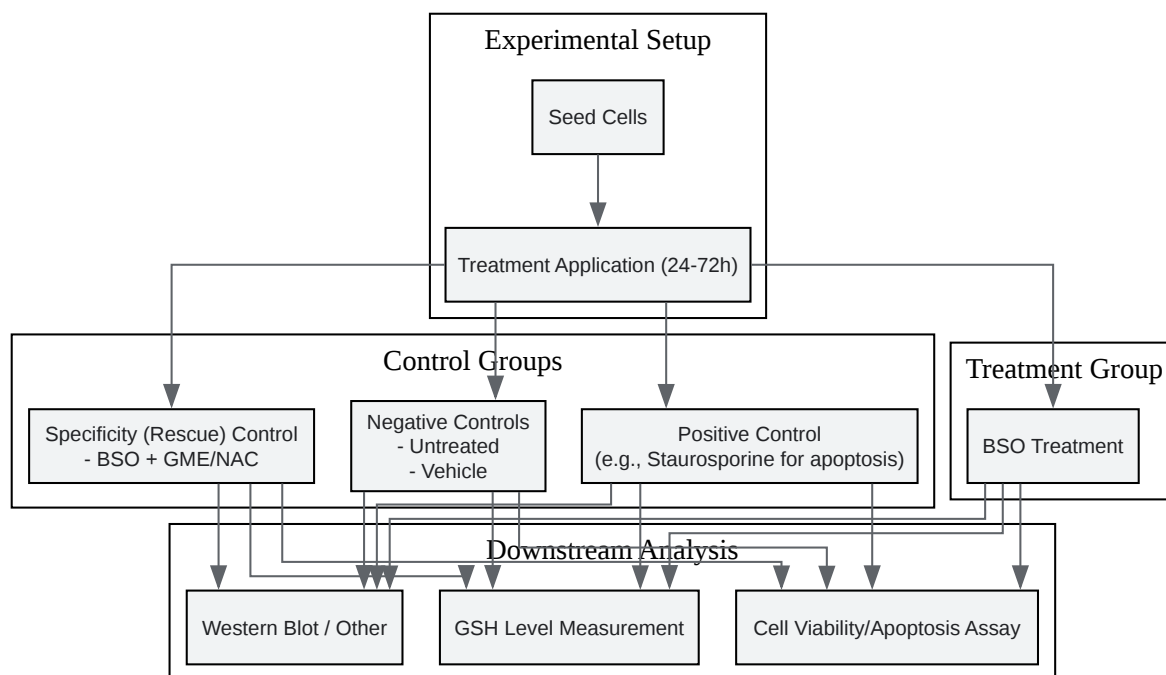 Experimental Setup
Seed Cells
Treatment Application (24-72h)
Control Groups
Treatment Group
Specificity (Rescue) Control
- BSO + GME/NAC
Negative Controls
- Untreated
- Vehicle
Positive Control
(e.g., Staurosporine for apoptosis)
BSO Treatment
Downstream Analysis
Western Blot / Other
GSH Level Measurement
Cell Viability/Apoptosis Assay